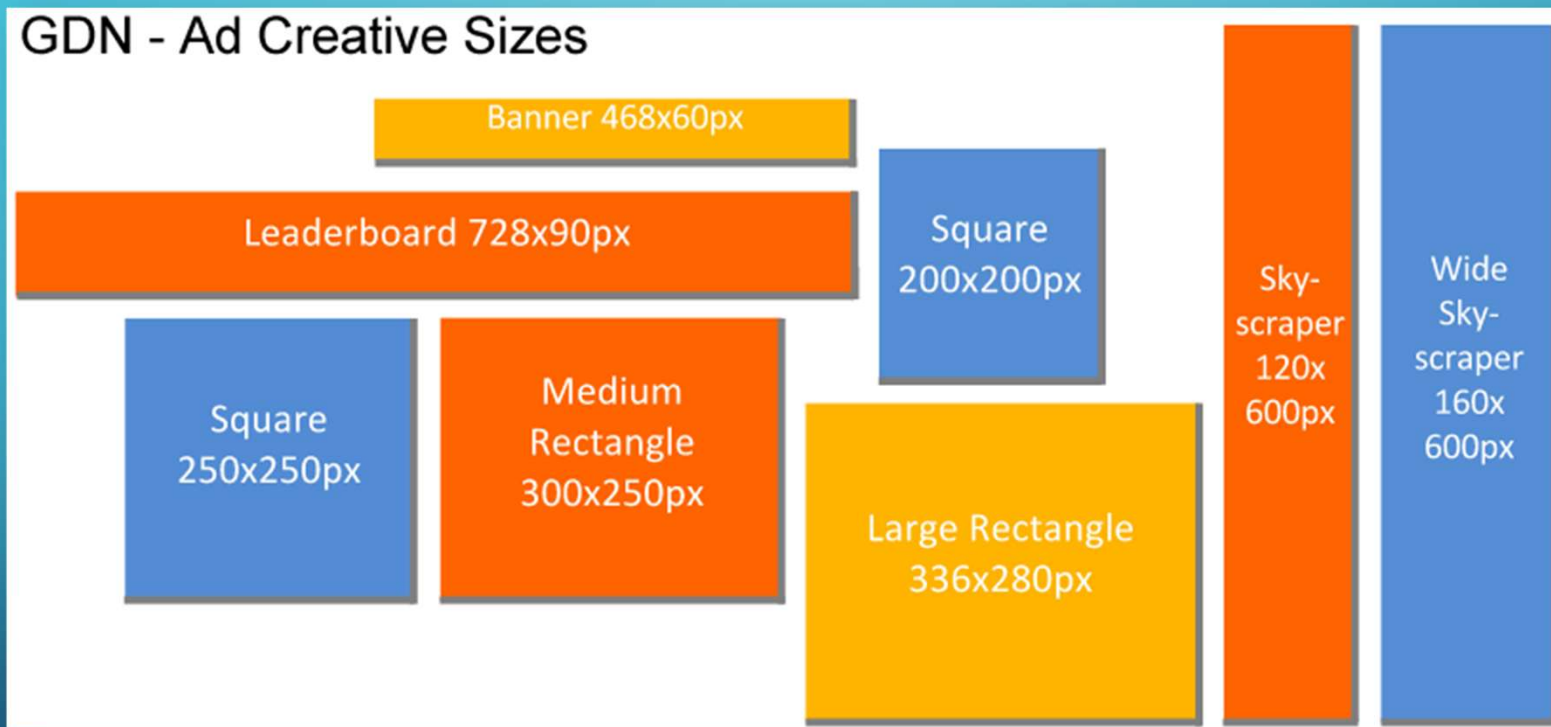 GDN - Ad Creative Sizes
Banner 468x60px
Leaderboard 728x90px
Square
200x200px
Square
250x250px
Medium
Rectangle
300x250px
Large Rectangle
336x280px
Sky-
scraper
120x
600px
Wide
Sky-
scraper
160x
600px